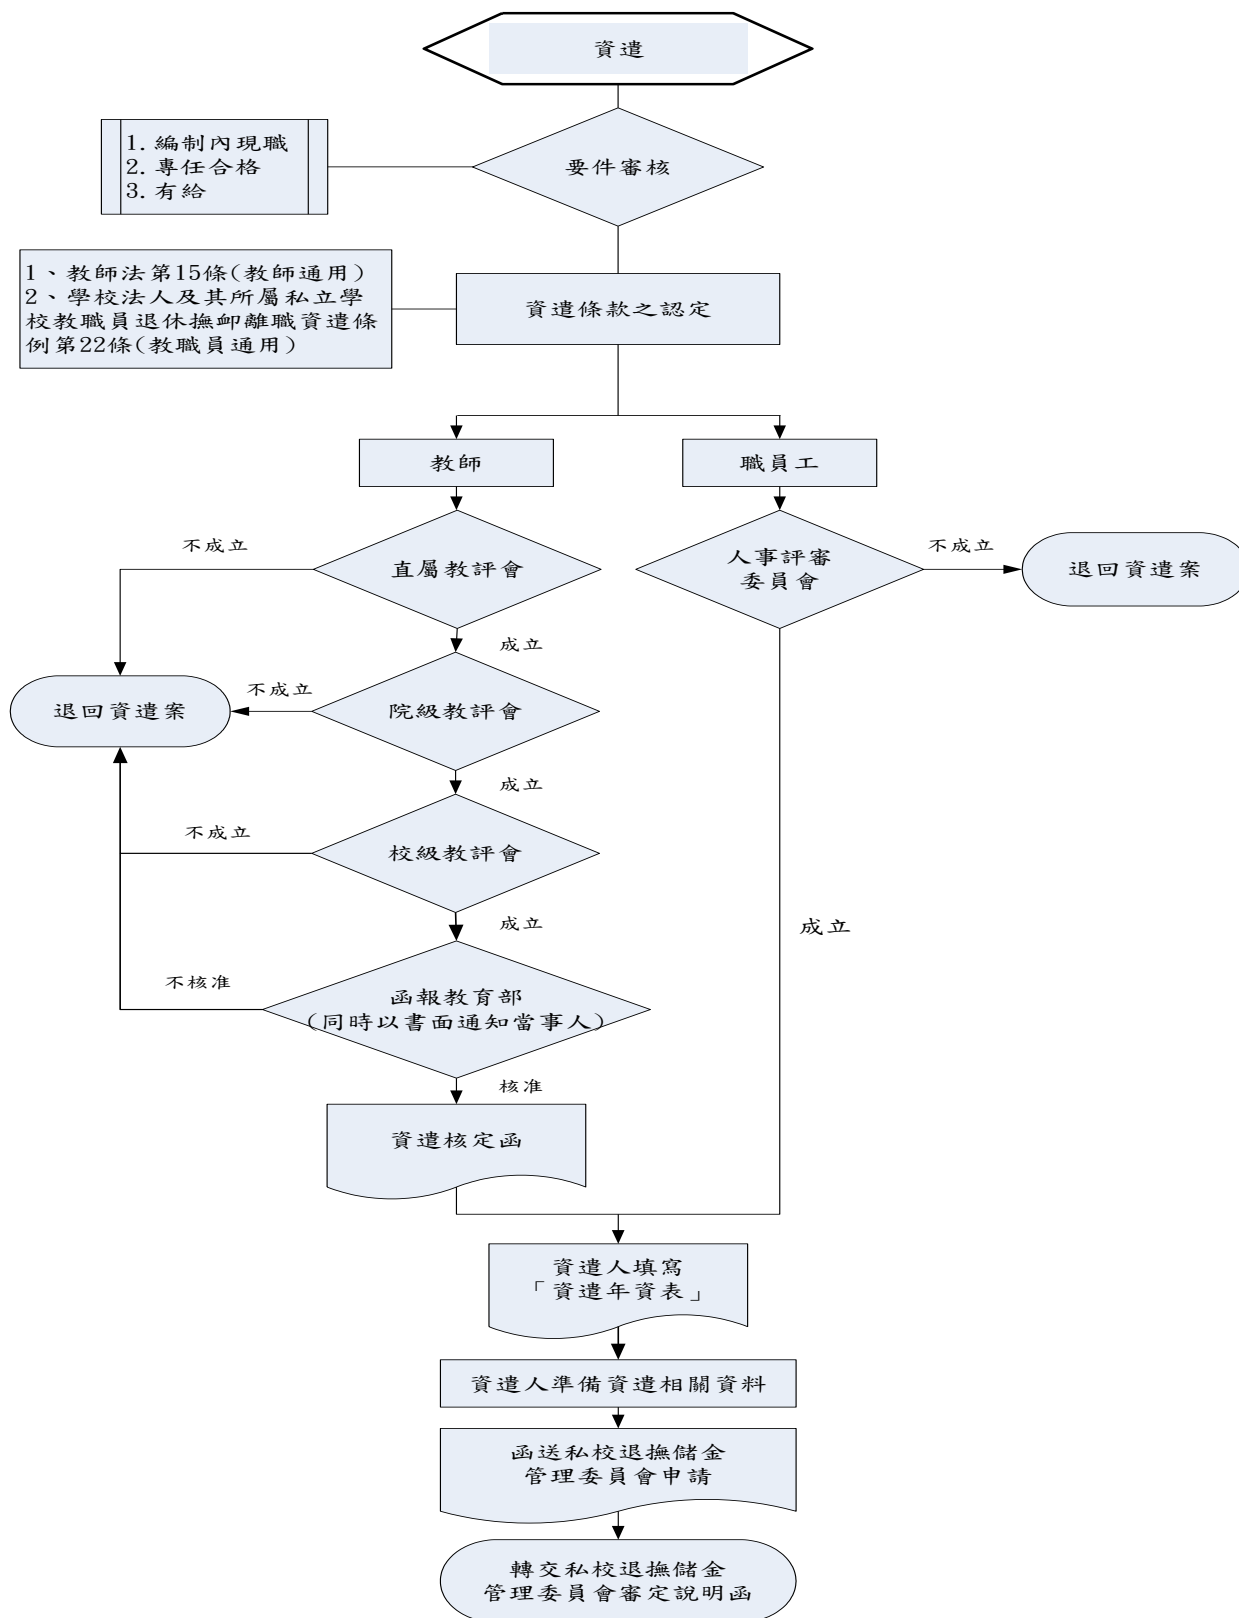 資遣
要件審核
1. 編制內現職
2. 專任合格
3. 有給
1、教師法第15條(教師通用)
2、學校法人及其所屬私立學
校教職員退休撫卹離職資遣條
例第22條(教職員通用)
資遣條款之認定
教師
職員工
不成立
直屬教評會
人事評審
委員會
不成立
退回資遣案
成立
退回資遣案
不成立
院級教評會
成立
不成立
校級教評會
成立
成立
不核准
函報教育部
(同時以書面通知當事人)
核准
資遣核定函
資遣人填寫
「資遣年資表」
資遣人準備資遣相關資料
函送私校退撫儲金
管理委員會申請
轉交私校退撫儲金
管理委員會審定說明函